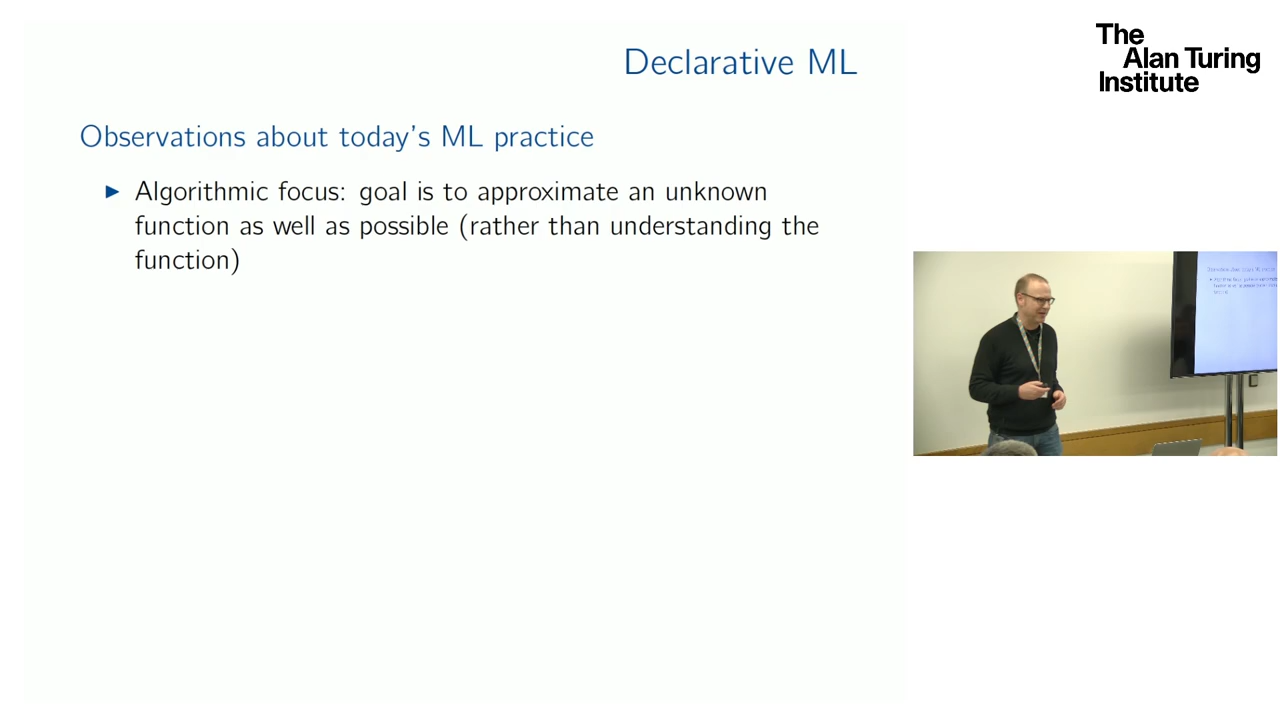 Declarative ML
The
Alan Turing
Institute
Observations about today's ML practice
▶ Algorithmic focus: goal is to approximate an unknown
function as well as possible (rather than understanding the
function)